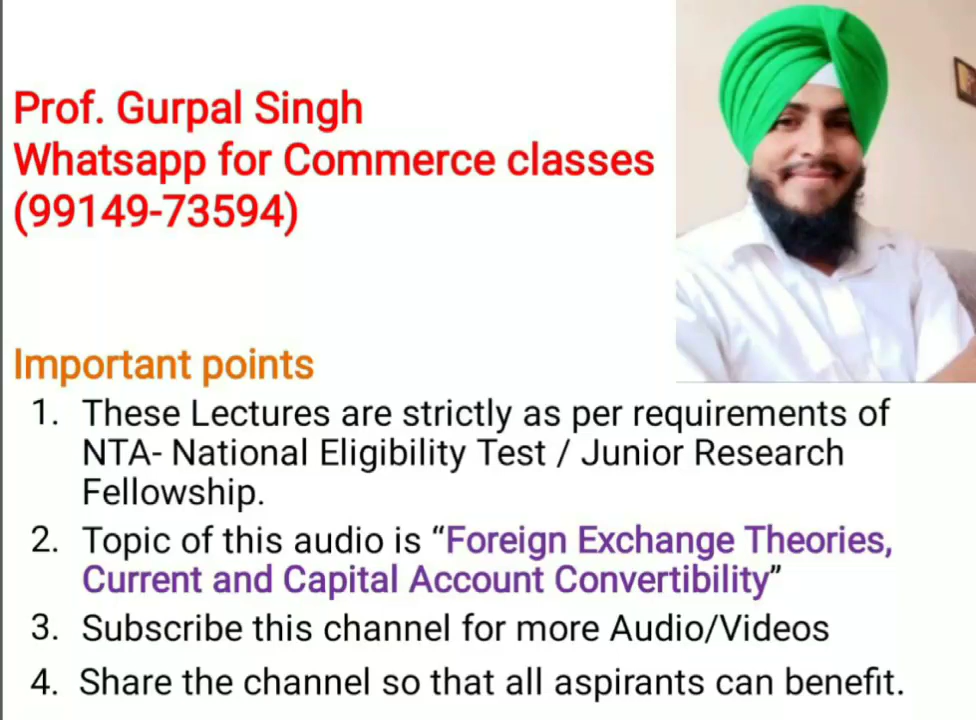 Prof. Gurpal Singh
Whatsapp for Commerce classes
(99149-73594)
Important points
1. These Lectures are strictly as per requirements of
NTA- National Eligibility Test / Junior Research
Fellowship.
2. Topic of this audio is “Foreign Exchange Theories,
Current and Capital Account Convertibility”
3. Subscribe this channel for more Audio/Videos
4. Share the channel so that all aspirants can benefit.